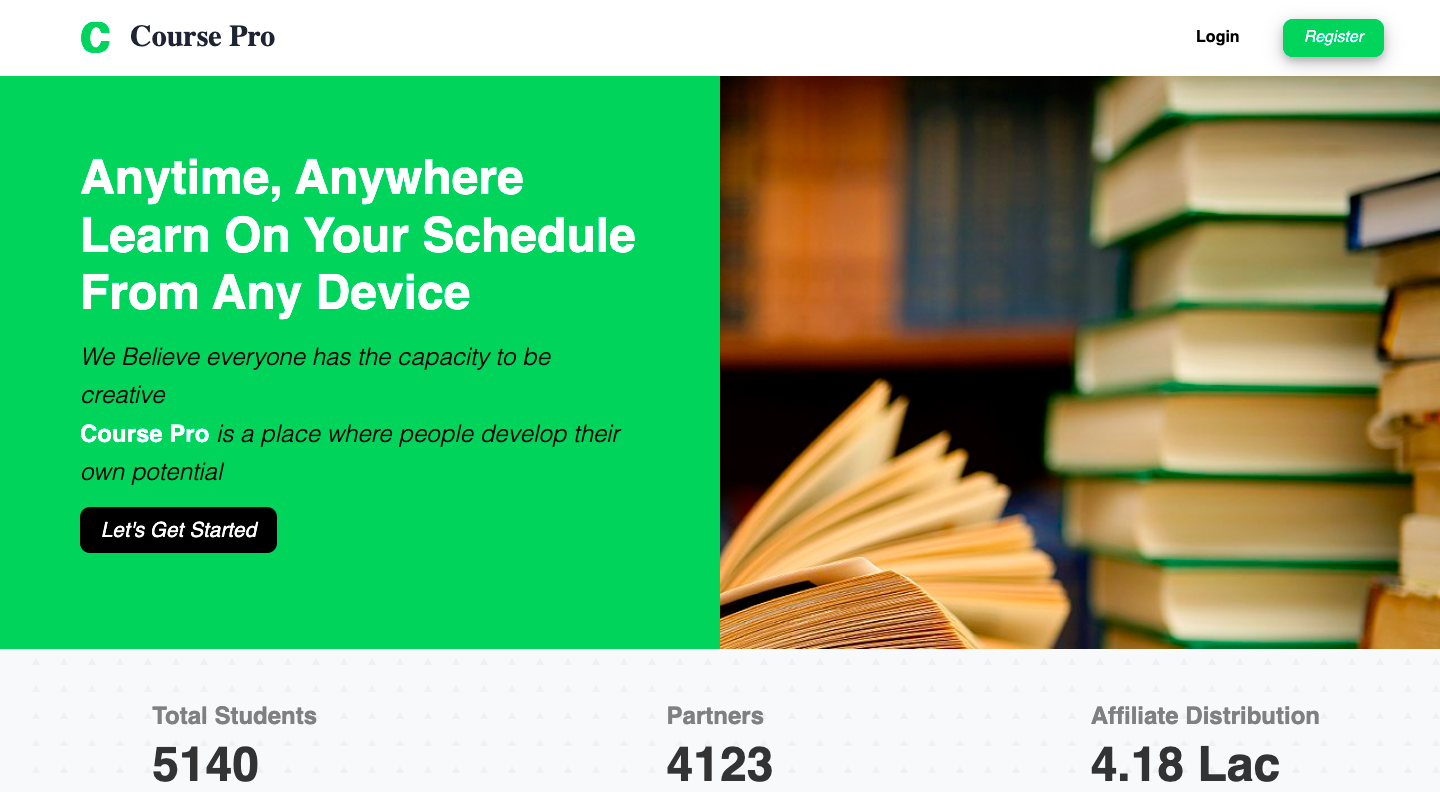 C Course Pro
Login
Register
Anytime, Anywhere
Learn On Your Schedule
From Any Device
We Believe everyone has the capacity to be
creative
Course Pro is a place where people develop their
own potential
Let's Get Started
Total Students
5140
Partners
4123
Affiliate Distribution
4.18 Lac